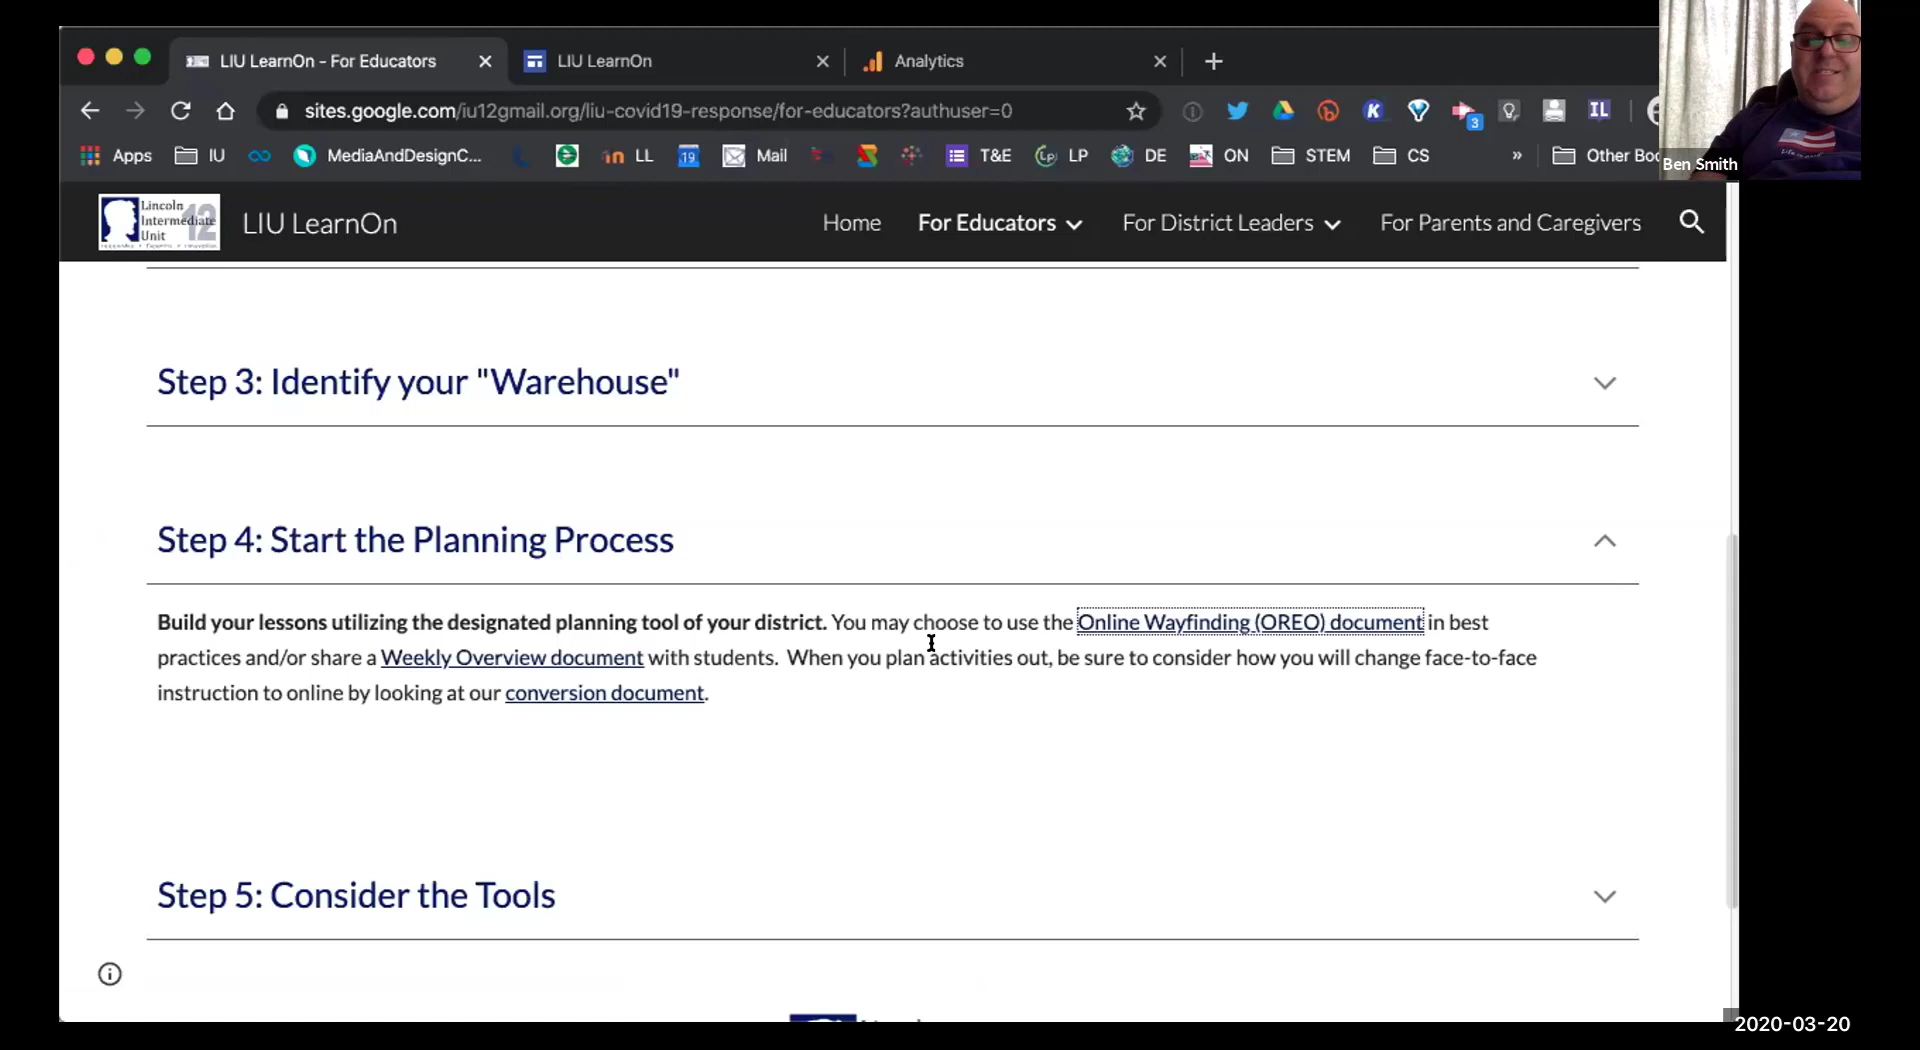 LIU LearnOn - For Educators
LIU LearnOn
Analytics
sites.google.com/iu12gmail.org/liu-covid19-response/for-educators?authuser=0
3
IL
Apps
IU
MediaAndDesignC...
LL
19
Mail
T&E
LP
DE
ON
STEM
CS
»
Other Boo
Ben Smith
Lincoln
Intermediate
Unit
12
LIU LearnOn
Home
For Educators
For District Leaders
For Parents and Caregivers
Step 3: Identify your "Warehouse"
Step 4: Start the Planning Process
Build your lessons utilizing the designated planning tool of your district. You may choose to use the Online Wayfinding (OREO) document in best
practices and/or share a Weekly Overview document with students. When you plan activities out, be sure to consider how you will change face-to-face
instruction to online by looking at our conversion document.
Step 5: Consider the Tools
2020-03-20